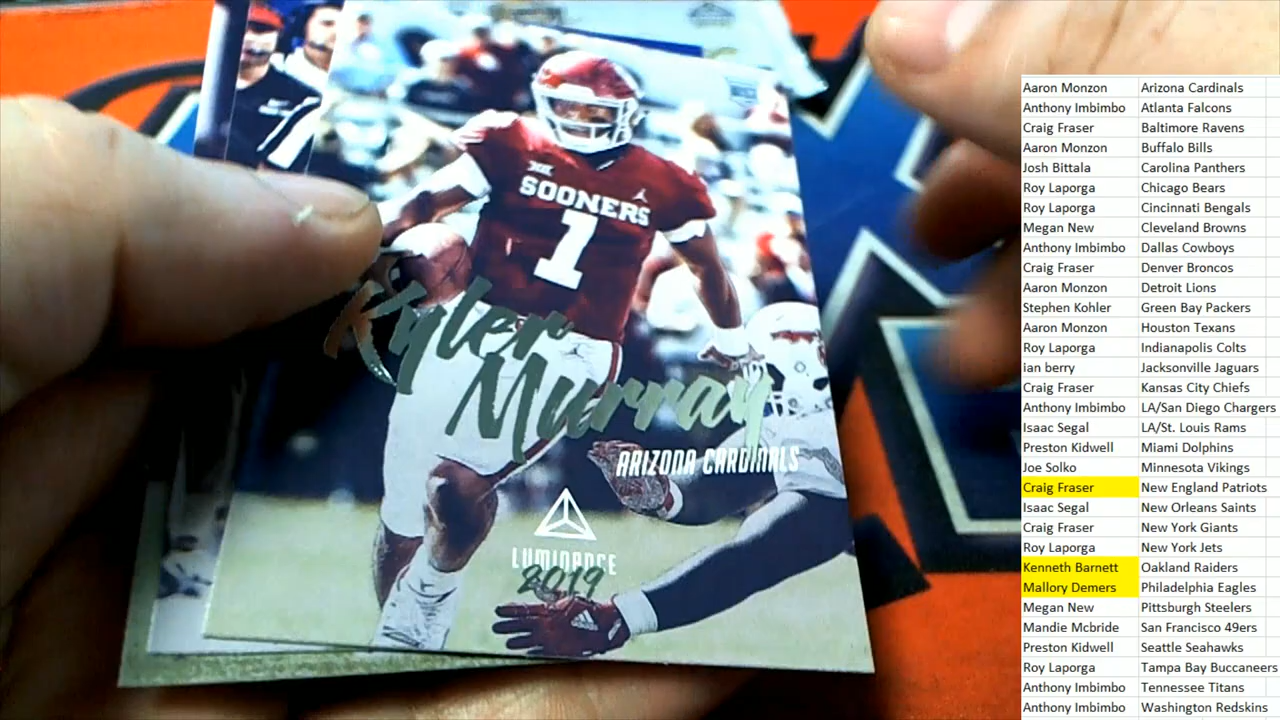 SOONERS
1
Kyler
Murray
ARIZONA CARDINALS
LUMINANCE
2019
Aaron Monzon Arizona Cardinals
Anthony Imbimbo Atlanta Falcons
Craig Fraser Baltimore Ravens
Aaron Monzon Buffalo Bills
Josh Bittala Carolina Panthers
Roy Laporga Chicago Bears
Roy Laporga Cincinnati Bengals
Megan New Cleveland Browns
Anthony Imbimbo Dallas Cowboys
Craig Fraser Denver Broncos
Aaron Monzon Detroit Lions
Stephen Kohler Green Bay Packers
Aaron Monzon Houston Texans
Roy Laporga Indianapolis Colts
ian berry Jacksonville Jaguars
Craig Fraser Kansas City Chiefs
Anthony Imbimbo LA/San Diego Chargers
Isaac Segal LA/St. Louis Rams
Preston Kidwell Miami Dolphins
Joe Solko Minnesota Vikings
Craig Fraser New England Patriots
Isaac Segal New Orleans Saints
Craig Fraser New York Giants
Roy Laporga New York Jets
Kenneth Barnett Oakland Raiders
Mallory Demers Philadelphia Eagles
Megan New Pittsburgh Steelers
Mandie Mcbride San Francisco 49ers
Preston Kidwell Seattle Seahawks
Roy Laporga Tampa Bay Buccaneers
Anthony Imbimbo Tennessee Titans
Anthony Imbimbo Washington Redskins